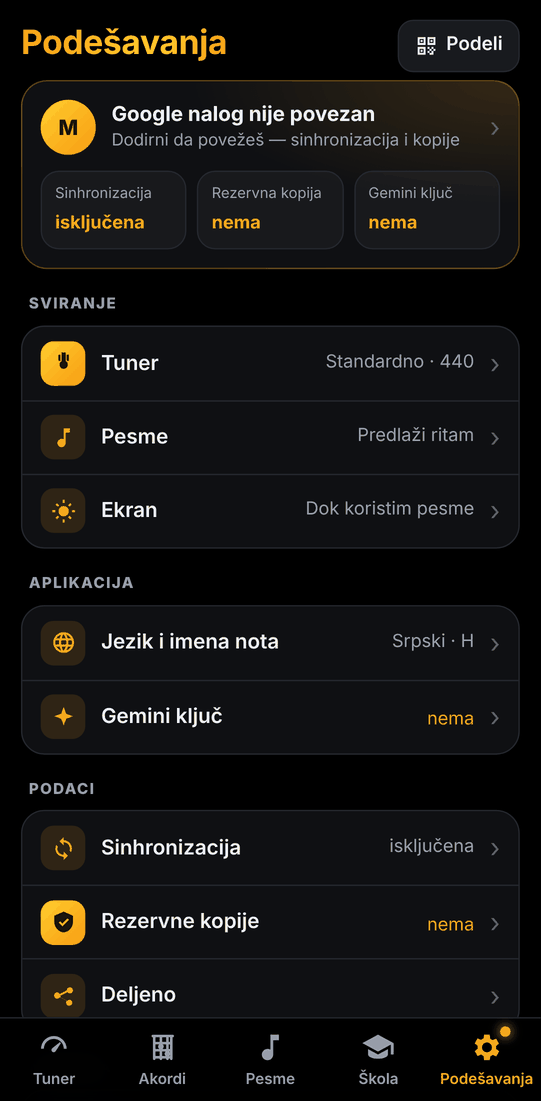 Podešavanja
Podeli
M
Google nalog nije povezan
Dodirni da povežeš — sinhronizacija i kopije
Sinhronizacija
isključena
Rezervna kopija
nema
Gemini ključ
nema
SVIRANJE
Tuner
Standardno · 440
Pesme
Predlaži ritam
Ekran
Dok koristim pesme
APLIKACIJA
Jezik i imena nota
Srpski · H
Gemini ključ
nema
PODACI
Sinhronizacija
isključena
Rezervne kopije
nema
Deljeno
Tuner
Akordi
Pesme
Škola
Podešavanja